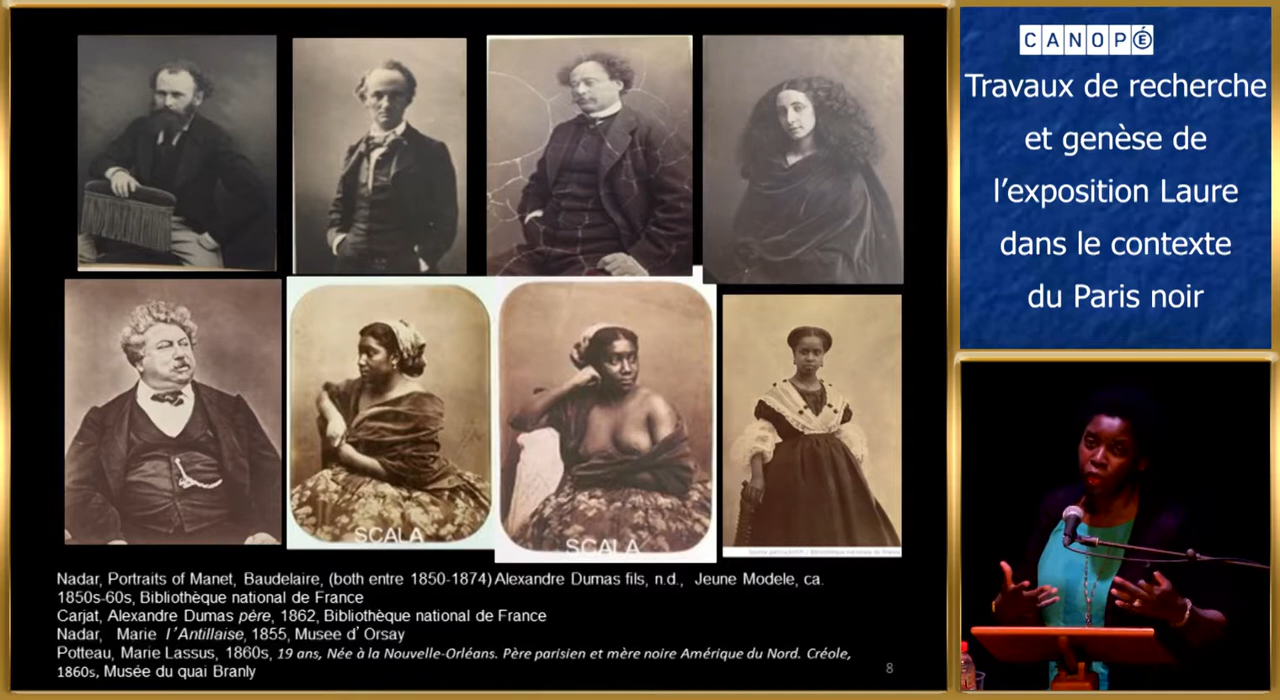 CANOPÉ
Travaux de recherche
et genèse de
l'exposition Laure
dans le contexte
du Paris noir
SCALA
SCALA
Nadar, Portraits of Manet, Baudelaire, (both entre 1850-1874) Alexandre Dumas fils, n.d., Jeune Modele, ca.
1850s-60s, Bibliothèque national de France
Carjat, Alexandre Dumas père, 1862, Bibliothèque national de France
Nadar, Marie l'Antillaise, 1855, Musee d' Orsay
Potteau, Marie Lassus, 1860s, 19 ans, Née à la Nouvelle-Orléans. Père parisien et mère noire Amérique du Nord. Créole,
1860s, Musée du quai Branly
8